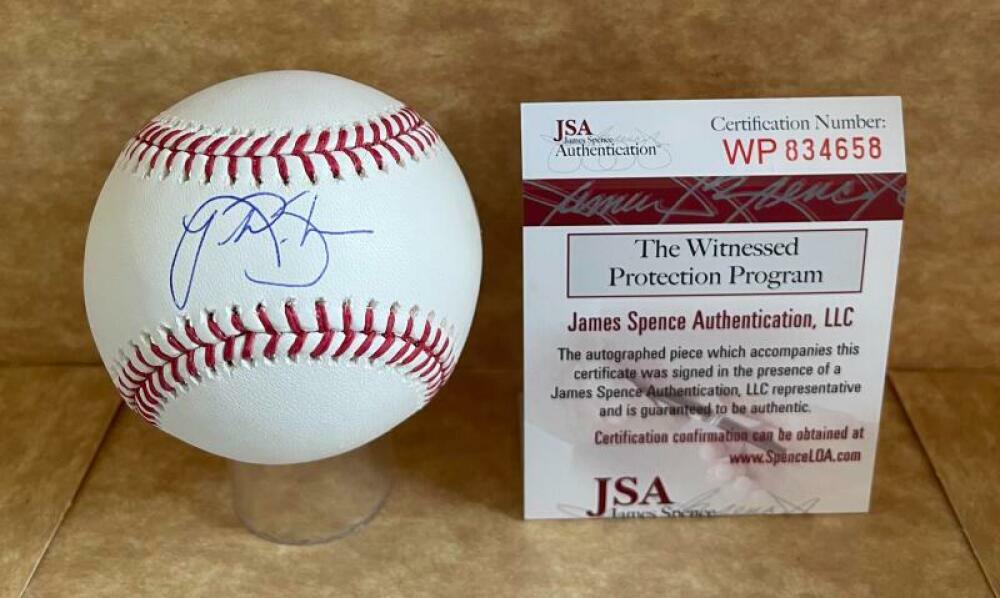 JSA
James Spence
Authentication
Certification Number:
WP 834658
The Witnessed
Protection Program
James Spence Authentication, LLC
The autographed piece which accompanies this
certificate was signed in the presence of a
James Spence Authentication, LLC representative
and is guaranteed to be authentic.
Certification confirmation can be obtained at
www.SpenceLOA.com
JSA
James Spence